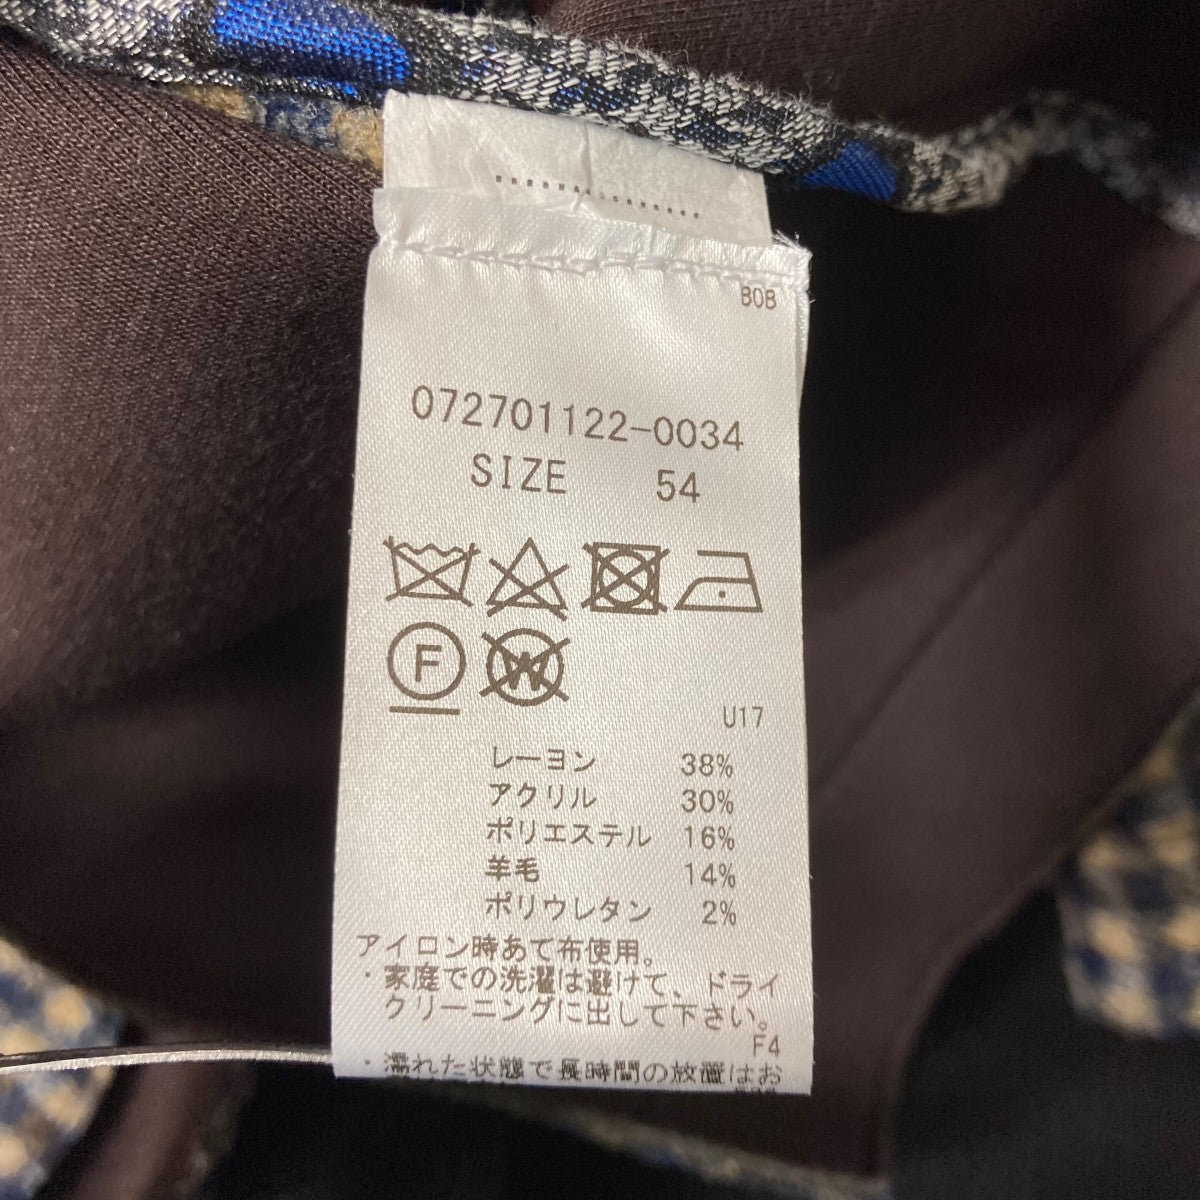 B0B
072701122-0034
SIZE 54
F W
U17
レーヨン 38%
アクリル 30%
ポリエステル 16%
羊毛 14%
ポリウレタン 2%
アイロン時あて布使用。
・家庭での洗濯は避けて、ドライ
クリーニングに出して下さい。
F4
・濡れた状態で長時間の放置はお